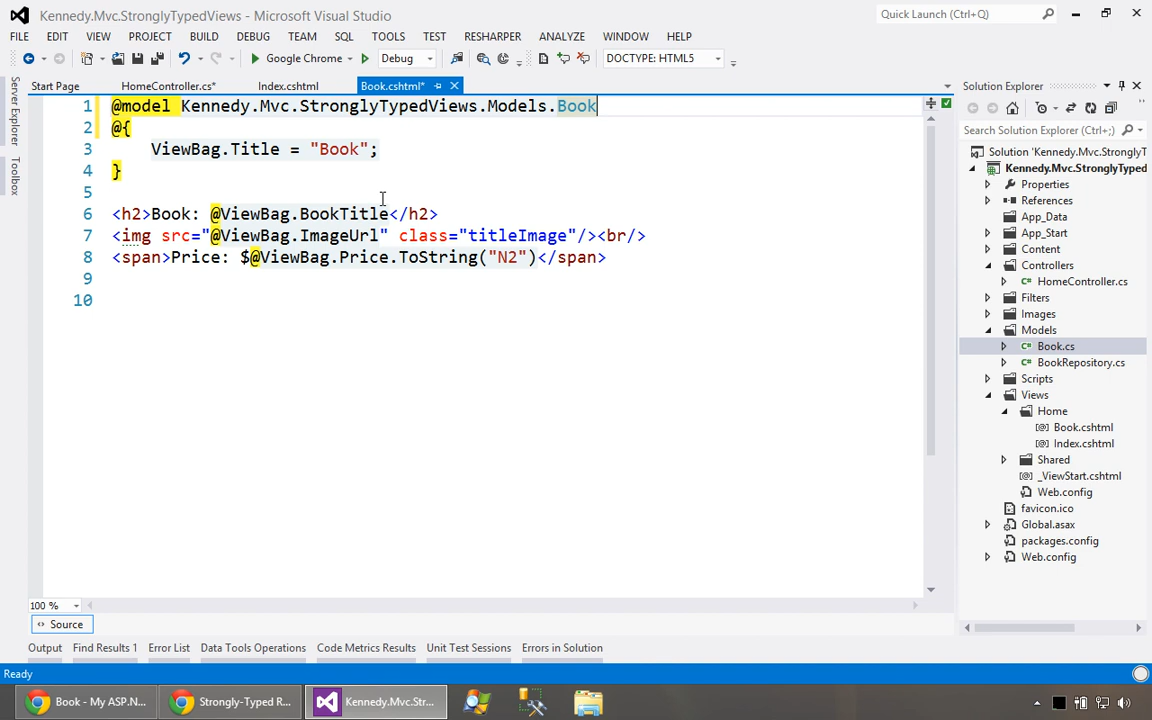 Kennedy.Mvc.StronglyTypedViews - Microsoft Visual Studio
Quick Launch (Ctrl+Q)
FILE EDIT VIEW PROJECT BUILD DEBUG TEAM SQL TOOLS TEST RESHARPER ANALYZE WINDOW HELP
Google Chrome Debug DOCTYPE: HTML5
Server Explorer
Toolbox
Start Page HomeController.cs* Index.cshtml Book.cshtml*
1 @model Kennedy.Mvc.StronglyTypedViews.Models.Book
2 @{
3 ViewBag.Title = "Book";
4 }
5
6 <h2>Book: @ViewBag.BookTitle</h2>
7 <img src="@ViewBag.ImageUrl" class="titleImage"/><br/>
8 <span>Price: $@ViewBag.Price.ToString("N2")</span>
9
10
100 %
Source
Solution Explorer
Search Solution Explorer (Ctrl+;)
Solution 'Kennedy.Mvc.StronglyT
Kennedy.Mvc.StronglyTyped
Properties
References
App_Data
App_Start
Content
Controllers
C# HomeController.cs
Filters
Images
Models
C# Book.cs
C# BookRepository.cs
Scripts
Views
Home
[@] Book.cshtml
[@] Index.cshtml
Shared
[@] _ViewStart.cshtml
Web.config
favicon.ico
Global.asax
packages.config
Web.config
Output Find Results 1 Error List Data Tools Operations Code Metrics Results Unit Test Sessions Errors in Solution
Ready
Book - My ASP.N... Strongly-Typed R... Kennedy.Mvc.Str...